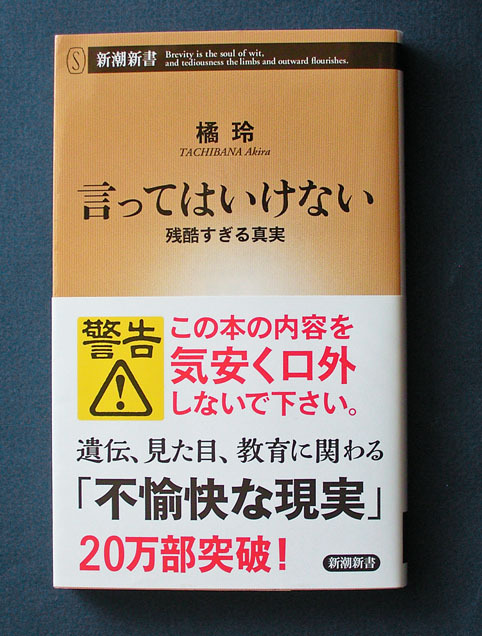 S
新潮新書
Brevity is the soul of wit,
and tediousness the limbs and outward flourishes.
橘 玲
TACHIBANA Akira
言ってはいけない
残酷すぎる真実
警告
!
この本の内容を
気安く口外
しないで下さい。
遺伝、見た目、教育に関わる
「不愉快な現実」
20万部突破!
新潮新書